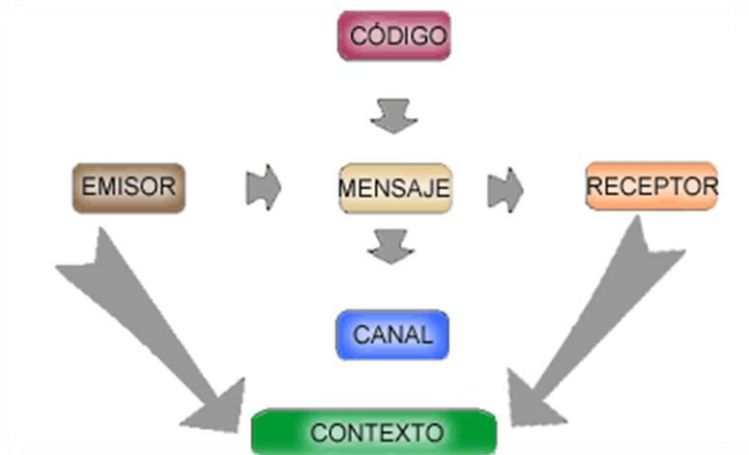 CÓDIGO
EMISOR
MENSAJE
RECEPTOR
CANAL
CONTEXTO